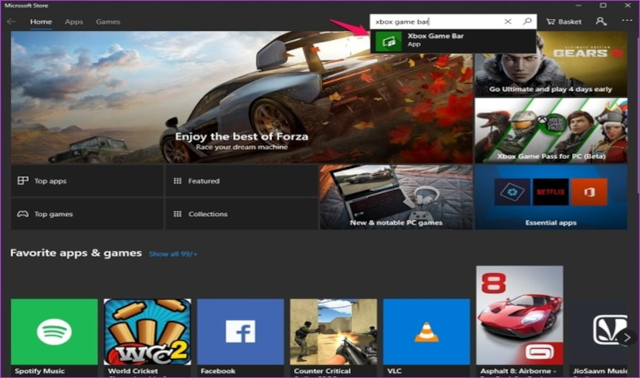 Microsoft Store
Home Apps Games
xbox game bar
Basket
Xbox Game Bar
App
GEARS
Go Ultimate and play 4 days early
Enjoy the best of Forza
Race your dream machine
XBOX GAME PASS
Xbox Game Pass for PC (Beta)
Top apps
Featured
Top games
Collections
New & notable PC games
NETFLIX
Essential apps
Favorite apps & games Show all 99/+
8
WCC2
Spotify Music
World Cricket
Facebook
Counter Critical
VLC
Asphalt 8: Airborne -
JioSaavn Music